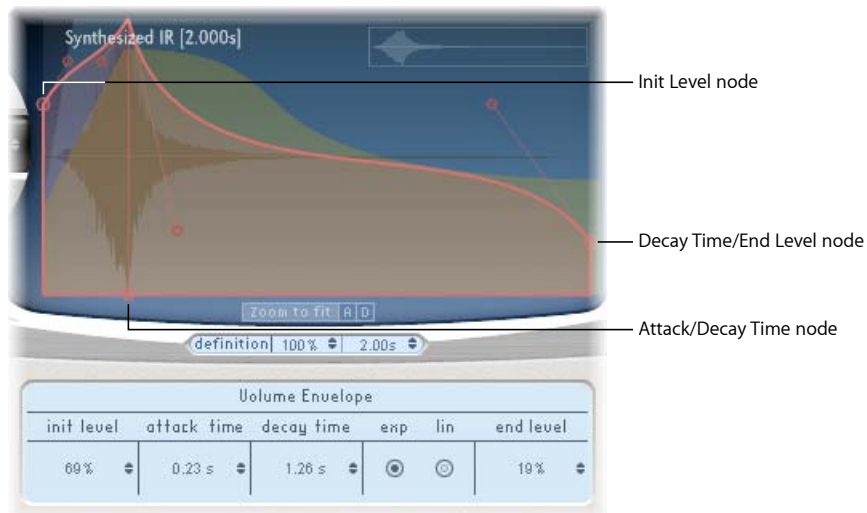 Synthesized IR [2.000s]
Init Level node
Decay Time/End Level node
Zoom to fit A D
Attack/Decay Time node
definition 100% 2.00s
Volume Envelope
init level attack time decay time exp lin end level
69% 0.23 s 1.26 s 19%